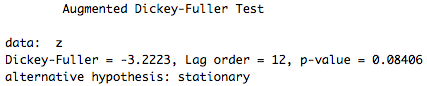 Augmented Dickey-Fuller Test
data:  z
Dickey-Fuller = -3.2223, Lag order = 12, p-value = 0.08406
alternative hypothesis: stationary